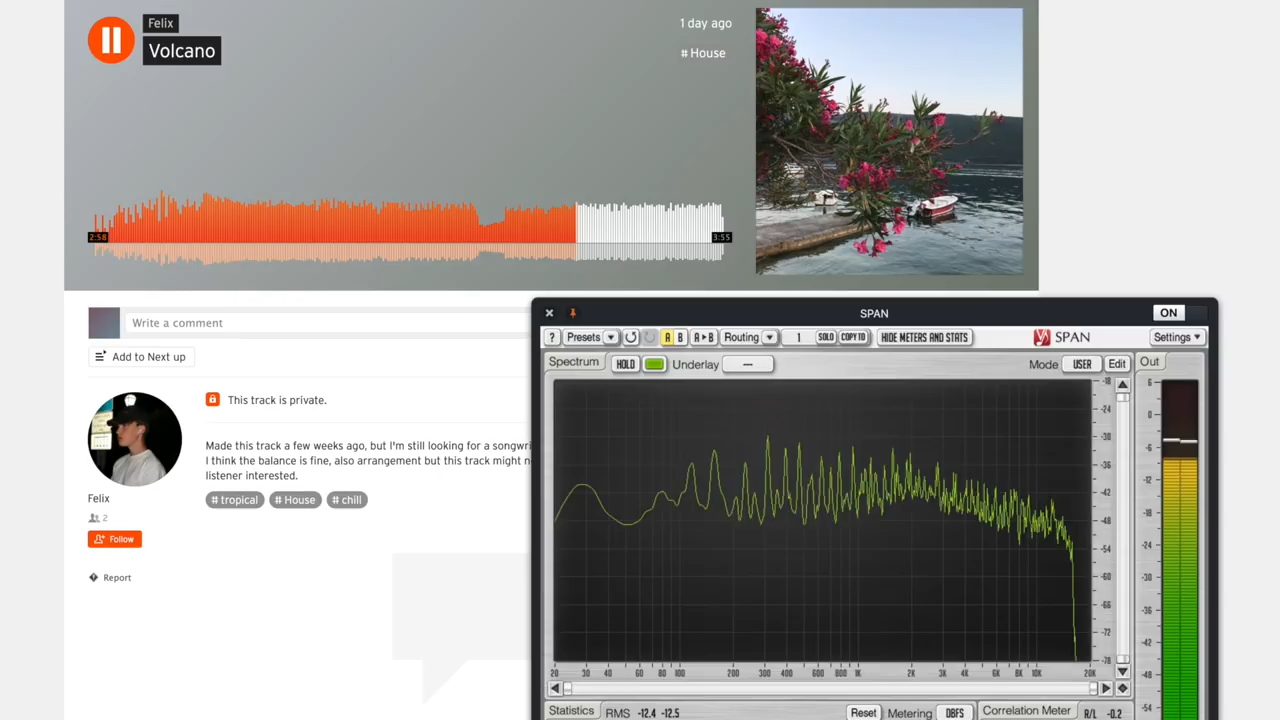 Felix
Volcano
1 day ago
# House
2:58
3:55
Write a comment
Add to Next up
This track is private.
Made this track a few weeks ago, but I'm still looking for a songwri
I think the balance is fine, also arrangement but this track might n
listener interested.
# tropical # House # chill
Felix
2
Follow
Report
SPAN
ON
? Presets A B A▸B Routing 1 SOLO COPY TO HIDE METERS AND STATS SPAN Settings
Spectrum HOLD Underlay --- Mode USER Edit Out
-18
-24
-30
-36
-42
-48
-54
-60
-66
-72
-78
20 30 40 60 80 100 200 300 400 600 800 1K 2K 3K 4K 6K 8K 10K 20K
6
0
-6
-12
-18
-24
-30
-36
-42
-48
-54
Statistics RMS -12.4 -12.5 Reset Metering DBFS Correlation Meter R/L -0.2